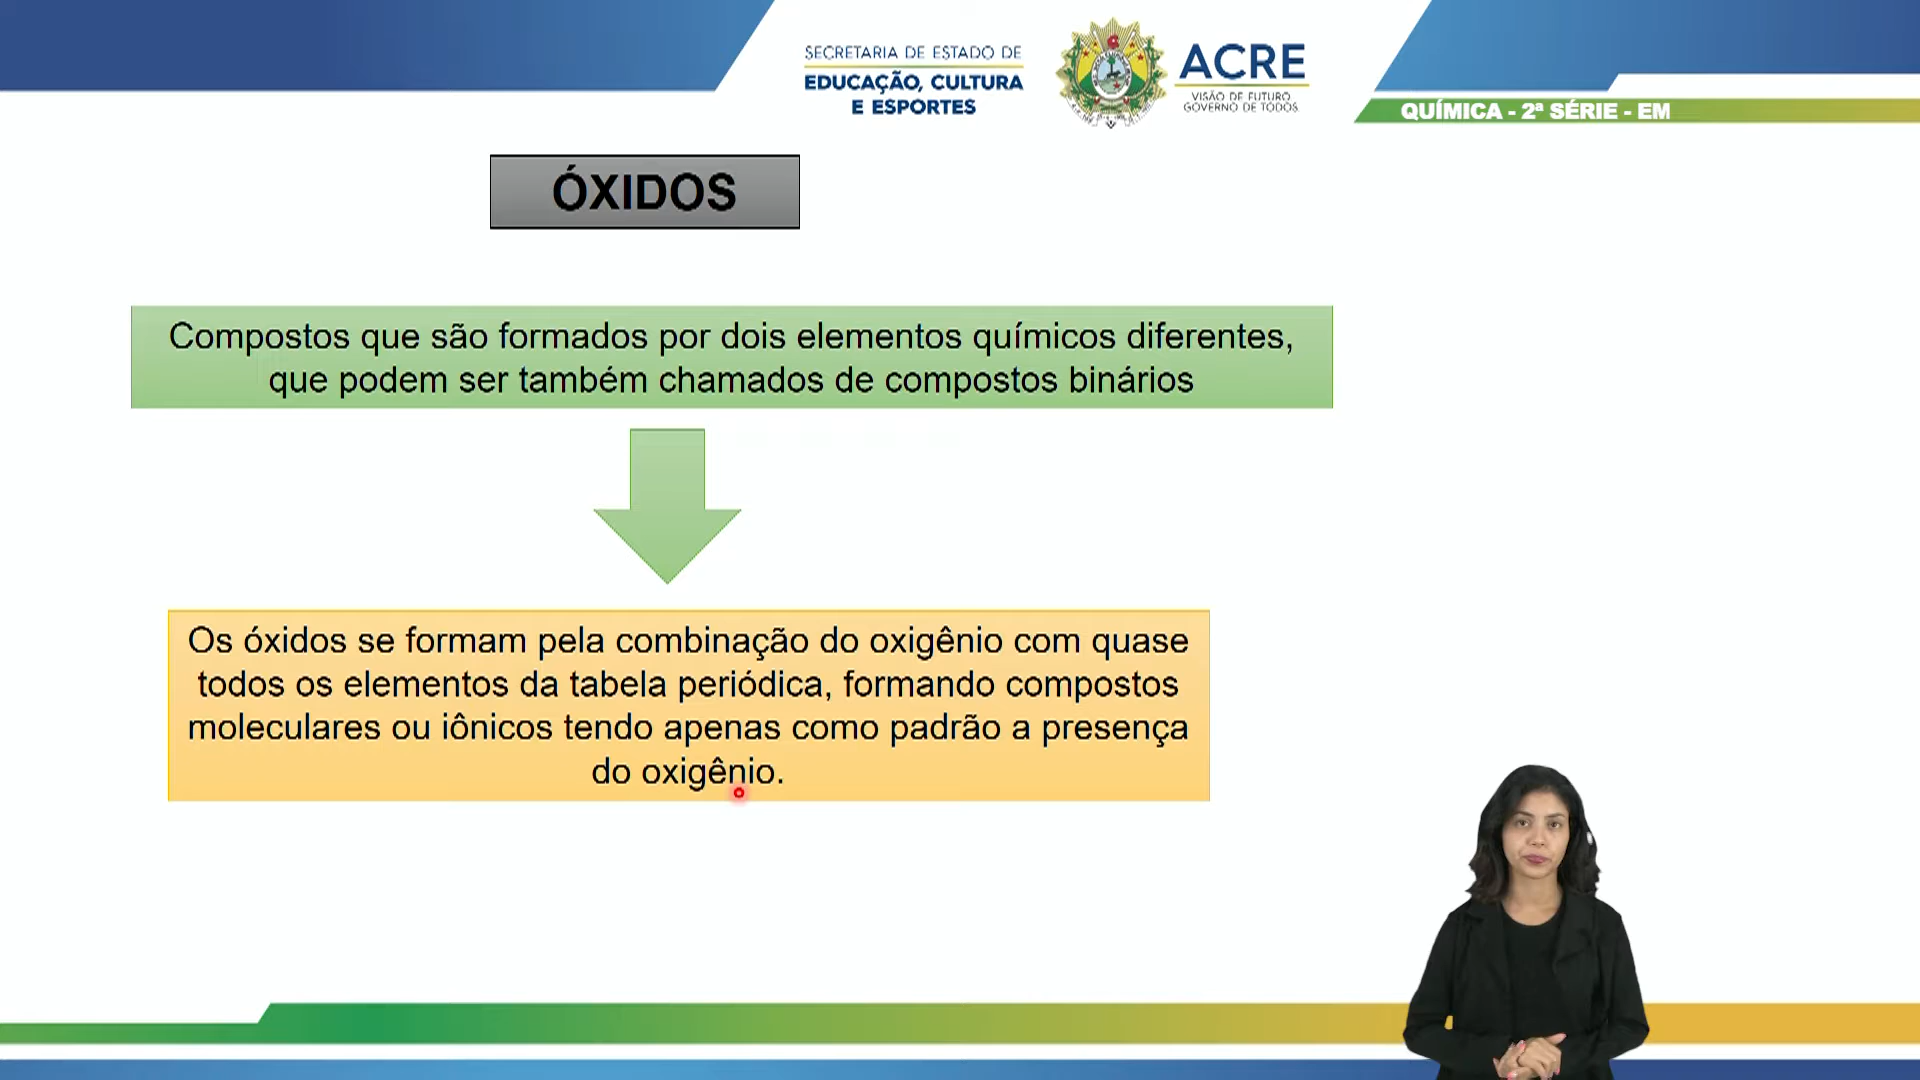 SECRETARIA DE ESTADO DE
EDUCAÇÃO, CULTURA
E ESPORTES
ACRE
VISÃO DE FUTURO
GOVERNO DE TODOS
QUÍMICA - 2ª SÉRIE - EM
ÓXIDOS
Compostos que são formados por dois elementos químicos diferentes,
que podem ser também chamados de compostos binários
Os óxidos se formam pela combinação do oxigênio com quase
todos os elementos da tabela periódica, formando compostos
moleculares ou iônicos tendo apenas como padrão a presença
do oxigênio.